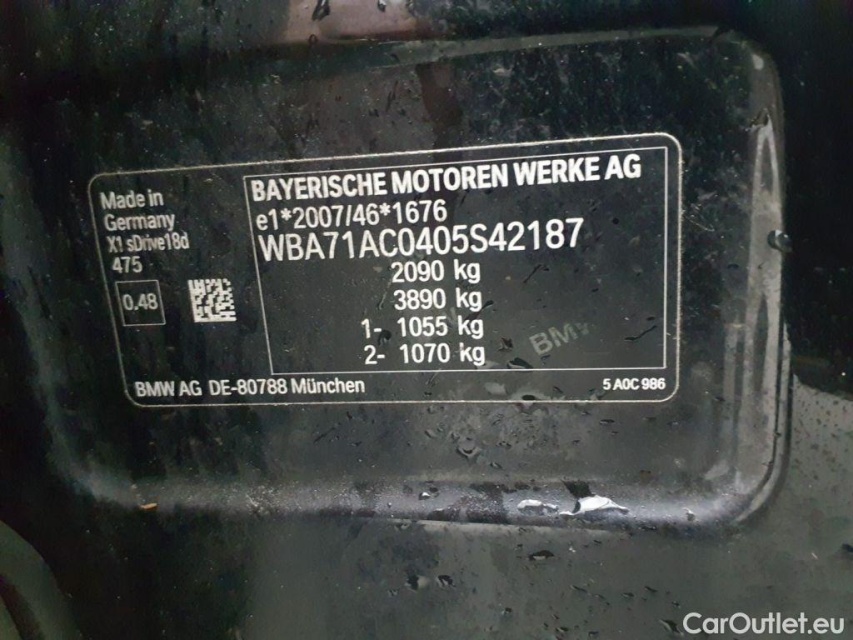 Made in
Germany
X1 sDrive18d
475
0.48
BAYERISCHE MOTOREN WERKE AG
e1*2007/46*1676
WBA71AC0405S42187
2090 kg
3890 kg
1- 1055 kg
2- 1070 kg
BMW
BMW AG DE-80788 München
5 A0C 986
CarOutlet.eu